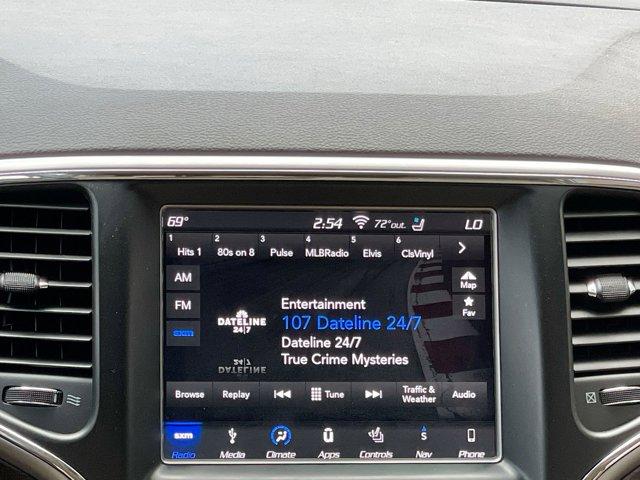 69° 2:54 72°out. LO
1 Hits 1 2 80s on 8 3 Pulse 4 MLBRadio 5 Elvis 6 ClsVinyl
AM
Map
FM
Fav
sxm
DATELINE
24/7
Entertainment
107 Dateline 24/7
Dateline 24/7
True Crime Mysteries
Browse Replay Tune Traffic &
Weather Audio
sxm
Radio Media Climate Apps Controls S Nav Phone